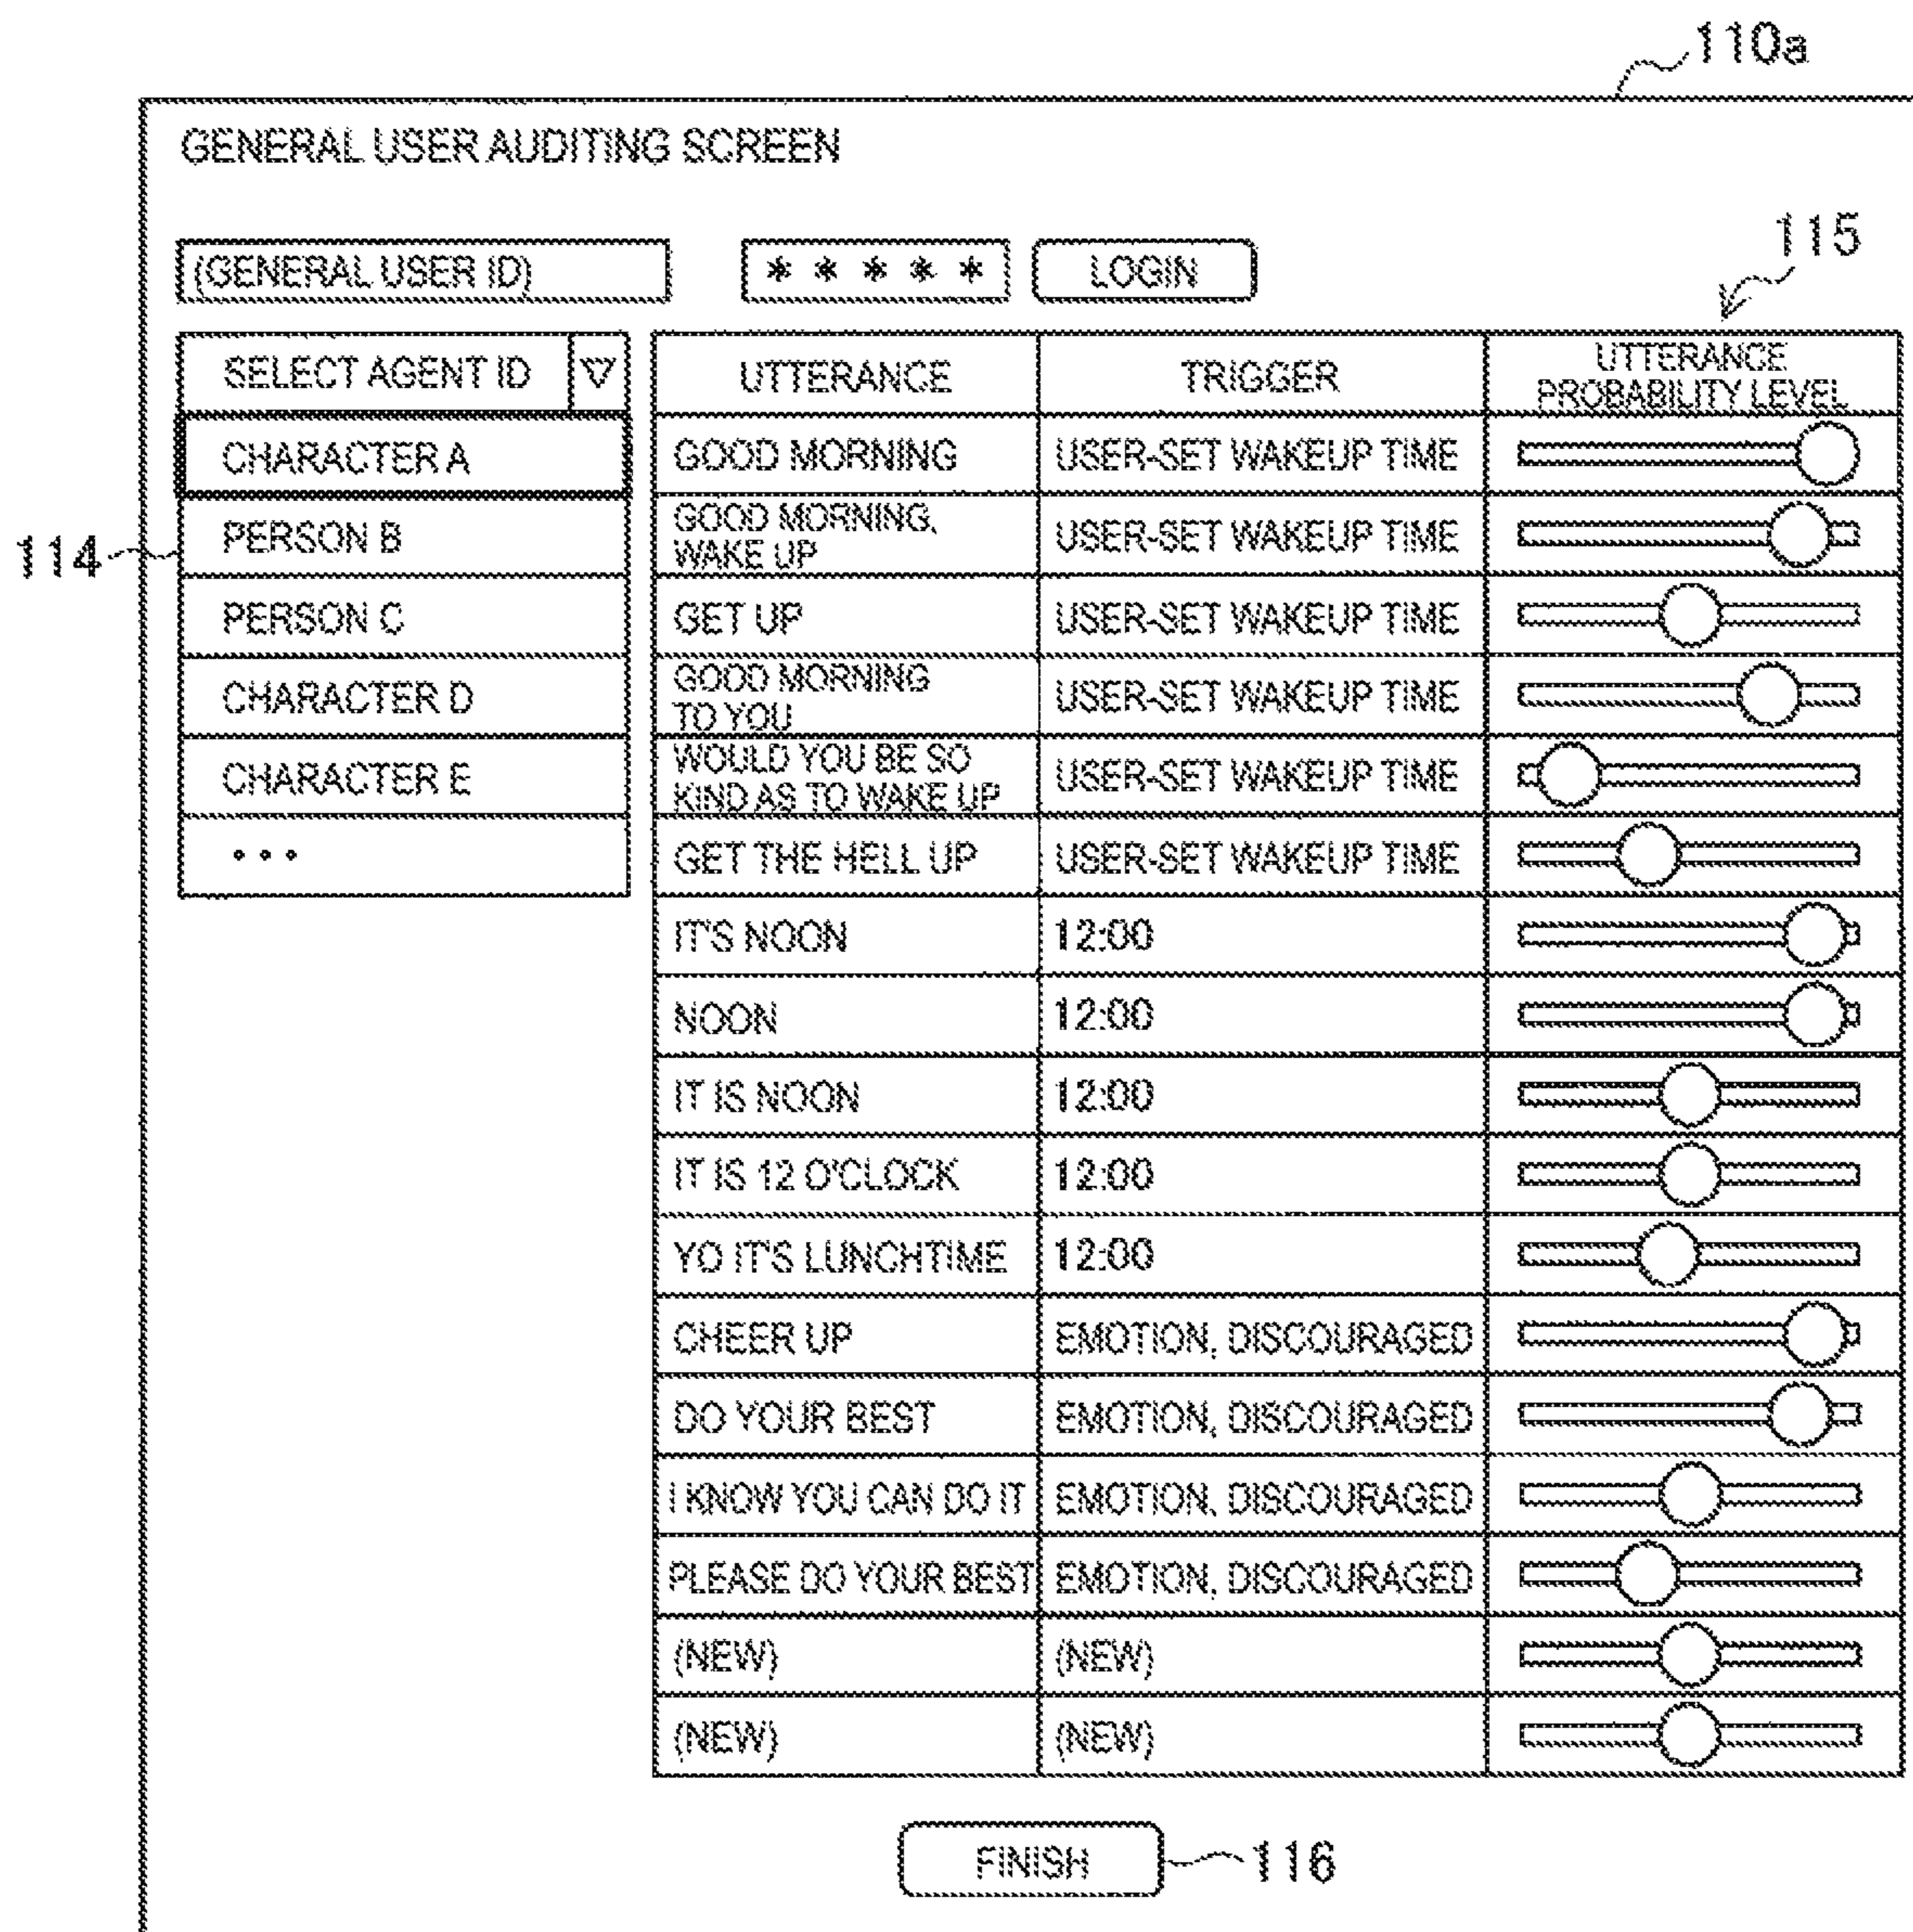 110a
GENERAL USER AUDITING SCREEN
(GENERAL USER ID)
* * * * *
LOGIN
115
SELECT AGENT ID ▽
CHARACTER A
PERSON B
PERSON C
CHARACTER D
CHARACTER E
• • •
114
UTTERANCE TRIGGER UTTERANCE
PROBABILITY LEVEL
GOOD MORNING USER-SET WAKEUP TIME
GOOD MORNING,
WAKE UP USER-SET WAKEUP TIME
GET UP USER-SET WAKEUP TIME
GOOD MORNING
TO YOU USER-SET WAKEUP TIME
WOULD YOU BE SO
KIND AS TO WAKE UP USER-SET WAKEUP TIME
GET THE HELL UP USER-SET WAKEUP TIME
IT'S NOON 12:00
NOON 12:00
IT IS NOON 12:00
IT IS 12 O'CLOCK 12:00
YO IT'S LUNCHTIME 12:00
CHEER UP EMOTION, DISCOURAGED
DO YOUR BEST EMOTION, DISCOURAGED
I KNOW YOU CAN DO IT EMOTION, DISCOURAGED
PLEASE DO YOUR BEST EMOTION, DISCOURAGED
(NEW) (NEW)
(NEW) (NEW)
FINISH
116